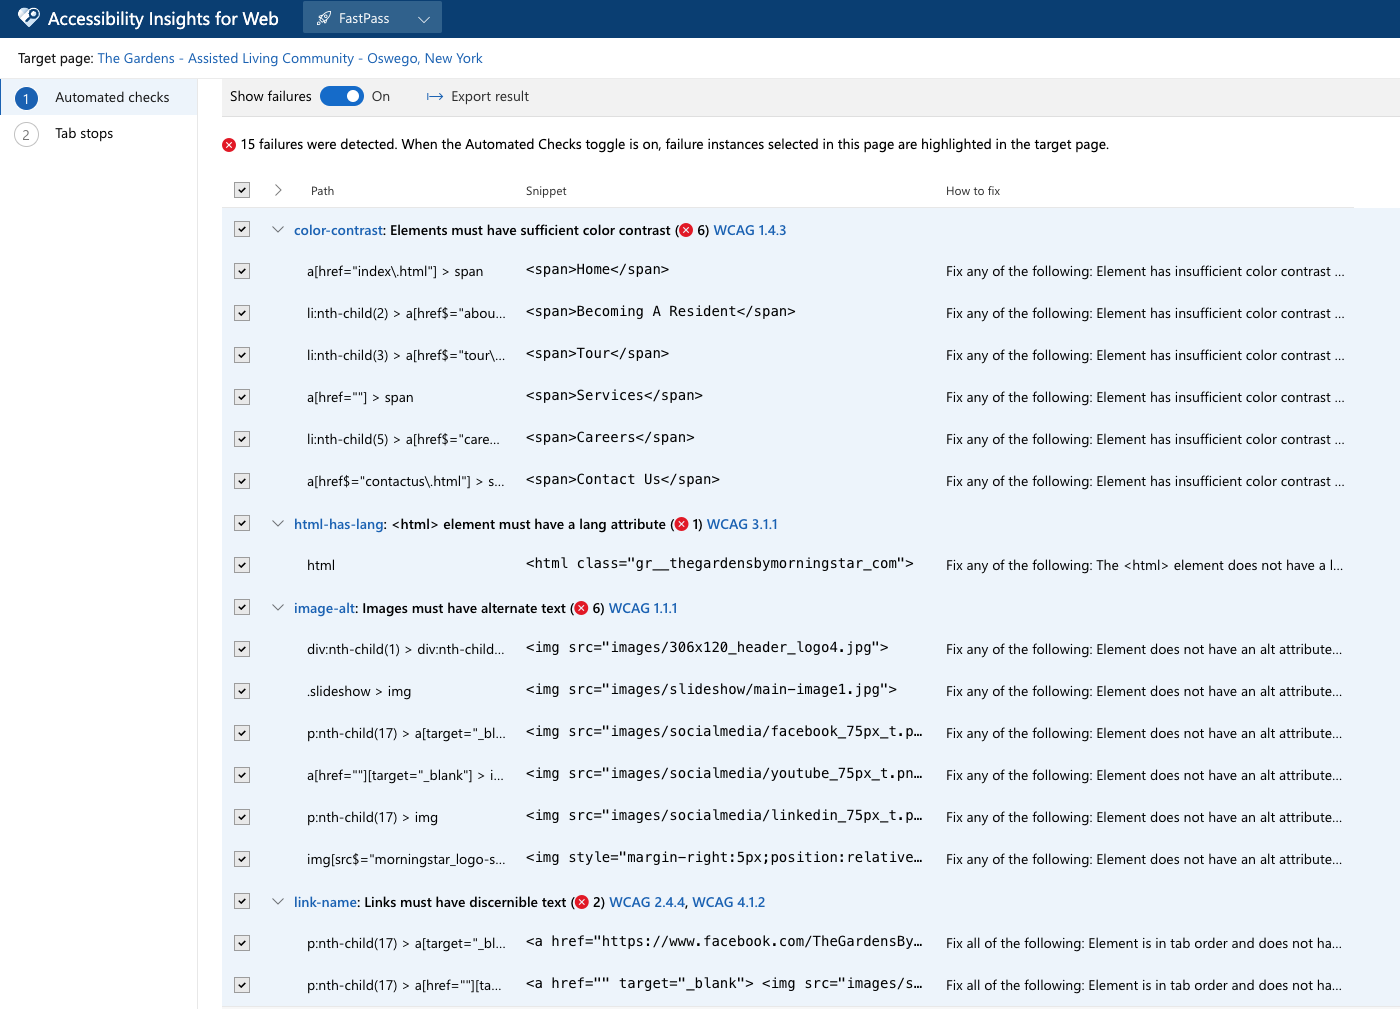 Accessibility Insights for Web FastPass
Target page: The Gardens - Assisted Living Community - Oswego, New York
1 Automated checks
2 Tab stops
Show failures On Export result
15 failures were detected. When the Automated Checks toggle is on, failure instances selected in this page are highlighted in the target page.
Path Snippet How to fix
color-contrast: Elements must have sufficient color contrast (6) WCAG 1.4.3
a[href="index\.html"] > span <span>Home</span> Fix any of the following: Element has insufficient color contrast ...
li:nth-child(2) > a[href$="abou... <span>Becoming A Resident</span> Fix any of the following: Element has insufficient color contrast ...
li:nth-child(3) > a[href$="tour\... <span>Tour</span> Fix any of the following: Element has insufficient color contrast ...
a[href=""] > span <span>Services</span> Fix any of the following: Element has insufficient color contrast ...
li:nth-child(5) > a[href$="care... <span>Careers</span> Fix any of the following: Element has insufficient color contrast ...
a[href$="contactus\.html"] > s... <span>Contact Us</span> Fix any of the following: Element has insufficient color contrast ...
html-has-lang: <html> element must have a lang attribute (1) WCAG 3.1.1
html <html class="gr__thegardensbymorningstar_com"> Fix any of the following: The <html> element does not have a l...
image-alt: Images must have alternate text (6) WCAG 1.1.1
div:nth-child(1) > div:nth-child... <img src="images/306x120_header_logo4.jpg"> Fix any of the following: Element does not have an alt attribute...
.slideshow > img <img src="images/slideshow/main-image1.jpg"> Fix any of the following: Element does not have an alt attribute...
p:nth-child(17) > a[target="_bl... <img src="images/socialmedia/facebook_75px_t.p... Fix any of the following: Element does not have an alt attribute...
a[href=""][target="_blank"] > i... <img src="images/socialmedia/youtube_75px_t.pn... Fix any of the following: Element does not have an alt attribute...
p:nth-child(17) > img <img src="images/socialmedia/linkedin_75px_t.p... Fix any of the following: Element does not have an alt attribute...
img[src$="morningstar_logo-s... <img style="margin-right:5px;position:relative... Fix any of the following: Element does not have an alt attribute...
link-name: Links must have discernible text (2) WCAG 2.4.4, WCAG 4.1.2
p:nth-child(17) > a[target="_bl... <a href="https://www.facebook.com/TheGardensBy... Fix all of the following: Element is in tab order and does not ha...
p:nth-child(17) > a[href=""][ta... <a href="" target="_blank"> <img src="images/s... Fix all of the following: Element is in tab order and does not ha...